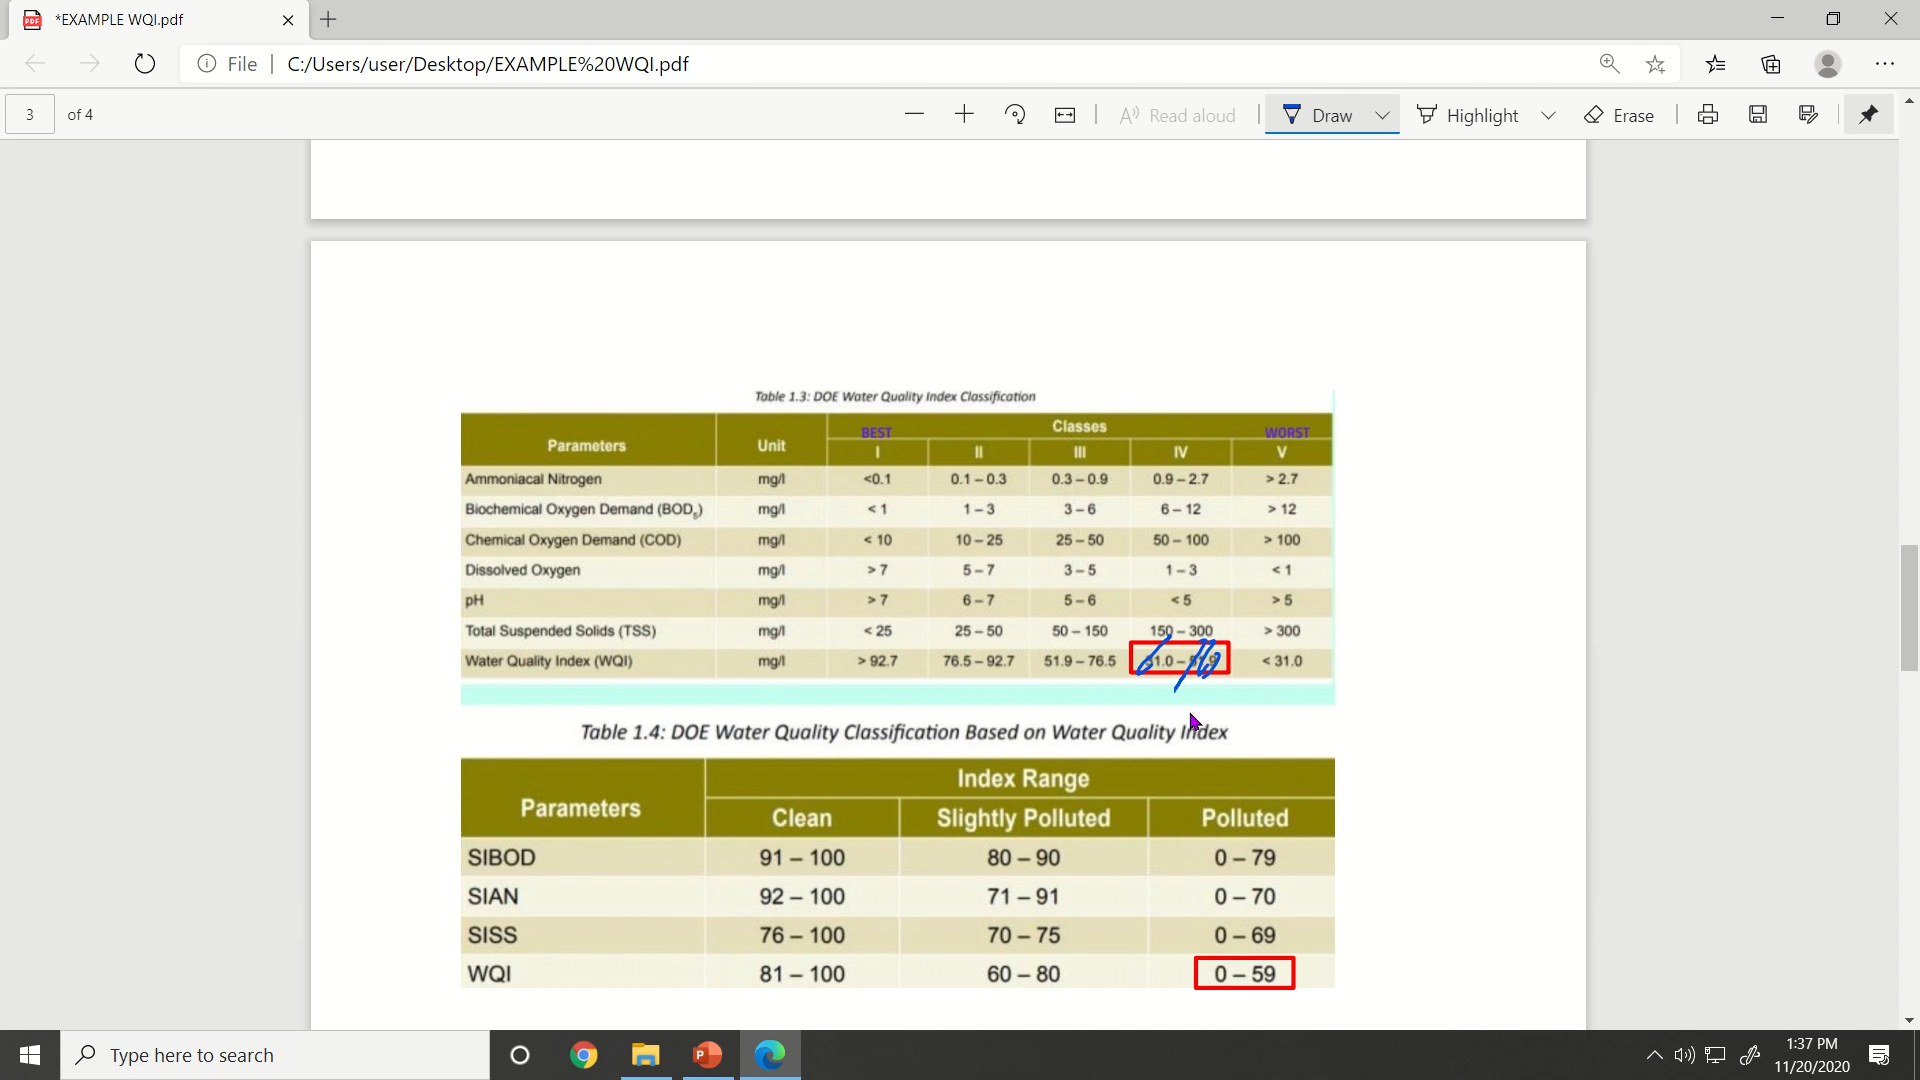 *EXAMPLE WQI.pdf
File C:/Users/user/Desktop/EXAMPLE%20WQI.pdf
3 of 4 Read aloud Draw Highlight Erase
Table 1.3: DOE Water Quality Index Classification
Parameters Unit Classes
BEST WORST
I II III IV V
Ammoniacal Nitrogen mg/l <0.1 0.1 – 0.3 0.3 – 0.9 0.9 – 2.7 > 2.7
Biochemical Oxygen Demand (BOD5) mg/l < 1 1 – 3 3 – 6 6 – 12 > 12
Chemical Oxygen Demand (COD) mg/l < 10 10 – 25 25 – 50 50 – 100 > 100
Dissolved Oxygen mg/l > 7 5 – 7 3 – 5 1 – 3 < 1
pH mg/l > 7 6 – 7 5 – 6 < 5 > 5
Total Suspended Solids (TSS) mg/l < 25 25 – 50 50 – 150 150 – 300 > 300
Water Quality Index (WQI) mg/l > 92.7 76.5 – 92.7 51.9 – 76.5 < 31.0
Table 1.4: DOE Water Quality Classification Based on Water Quality Index
Parameters Index Range
Clean Slightly Polluted Polluted
SIBOD 91 – 100 80 – 90 0 – 79
SIAN 92 – 100 71 – 91 0 – 70
SISS 76 – 100 70 – 75 0 – 69
WQI 81 – 100 60 – 80 0 – 59
Type here to search
1:37 PM
11/20/2020